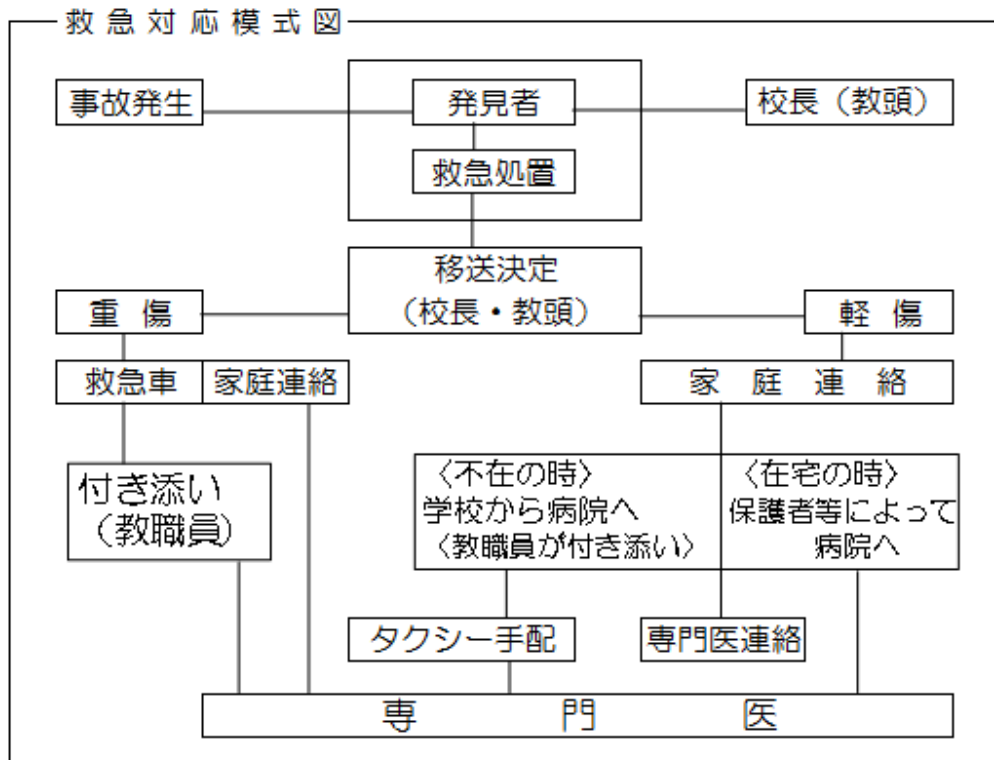 救急対応模式図
事故発生
発見者
校長（教頭）
救急処置
移送決定
（校長・教頭）
重傷
軽傷
救急車
家庭連絡
家庭連絡
付き添い
（教職員）
〈不在の時〉
学校から病院へ
〈教職員が付き添い〉
〈在宅の時〉
保護者等によって
病院へ
タクシー手配
専門医連絡
専門医